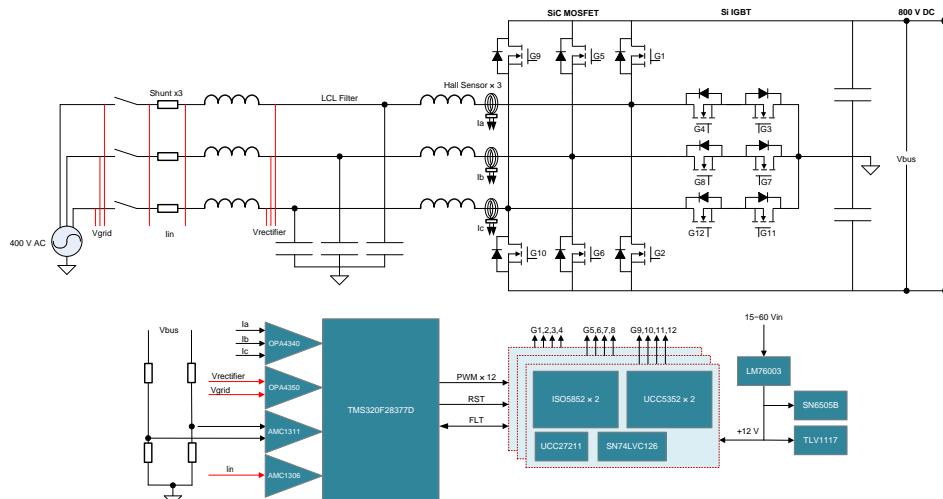 SiC MOSFET
Si IGBT
800 V DC
G9
G5
G1
Shunt x3
LCL Filter
Hall Sensor × 3
Ia
G4
G3
Ib
G8
G7
Vbus
Ic
G12
G11
Vgrid
Iin
Vrectifier
400 V AC
G10
G6
G2
Vbus
Ia
Ib
Ic
OPA4340
Vrectifier
Vgrid
OPA4350
AMC1311
Iin
AMC1306
TMS320F28377D
PWM × 12
RST
FLT
G1,2,3,4
G5,6,7,8
G9,10,11,12
ISO5852 × 2
UCC5352 × 2
UCC27211
SN74LVC126
15~60 Vin
LM76003
SN6505B
+12 V
TLV1117